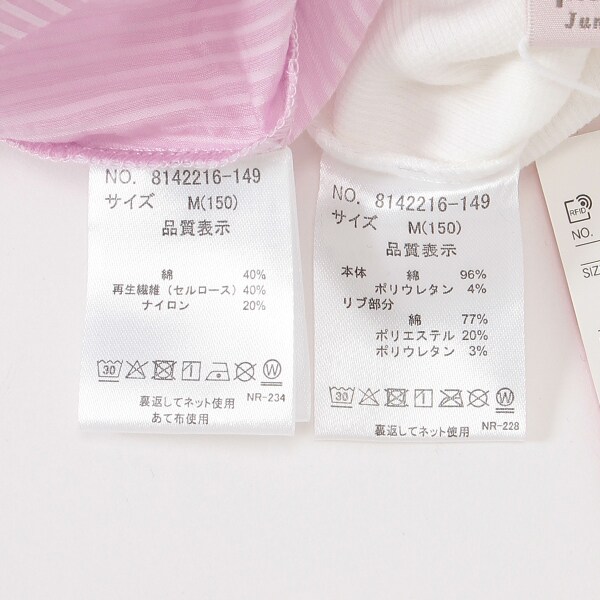 NO. 8142216-149
サイズ M(150)
品質表示
綿 40%
再生繊維(セルロース)40%
ナイロン 20%
30
W
裏返してネット使用 NR-234
あて布使用
NO. 8142216-149
サイズ M(150)
品質表示
本体 綿 96%
ポリウレタン 4%
リブ部分
綿 77%
ポリエステル 20%
ポリウレタン 3%
30
W
裏返してネット使用 NR-228
Jun
RFID
NO.
SIZ